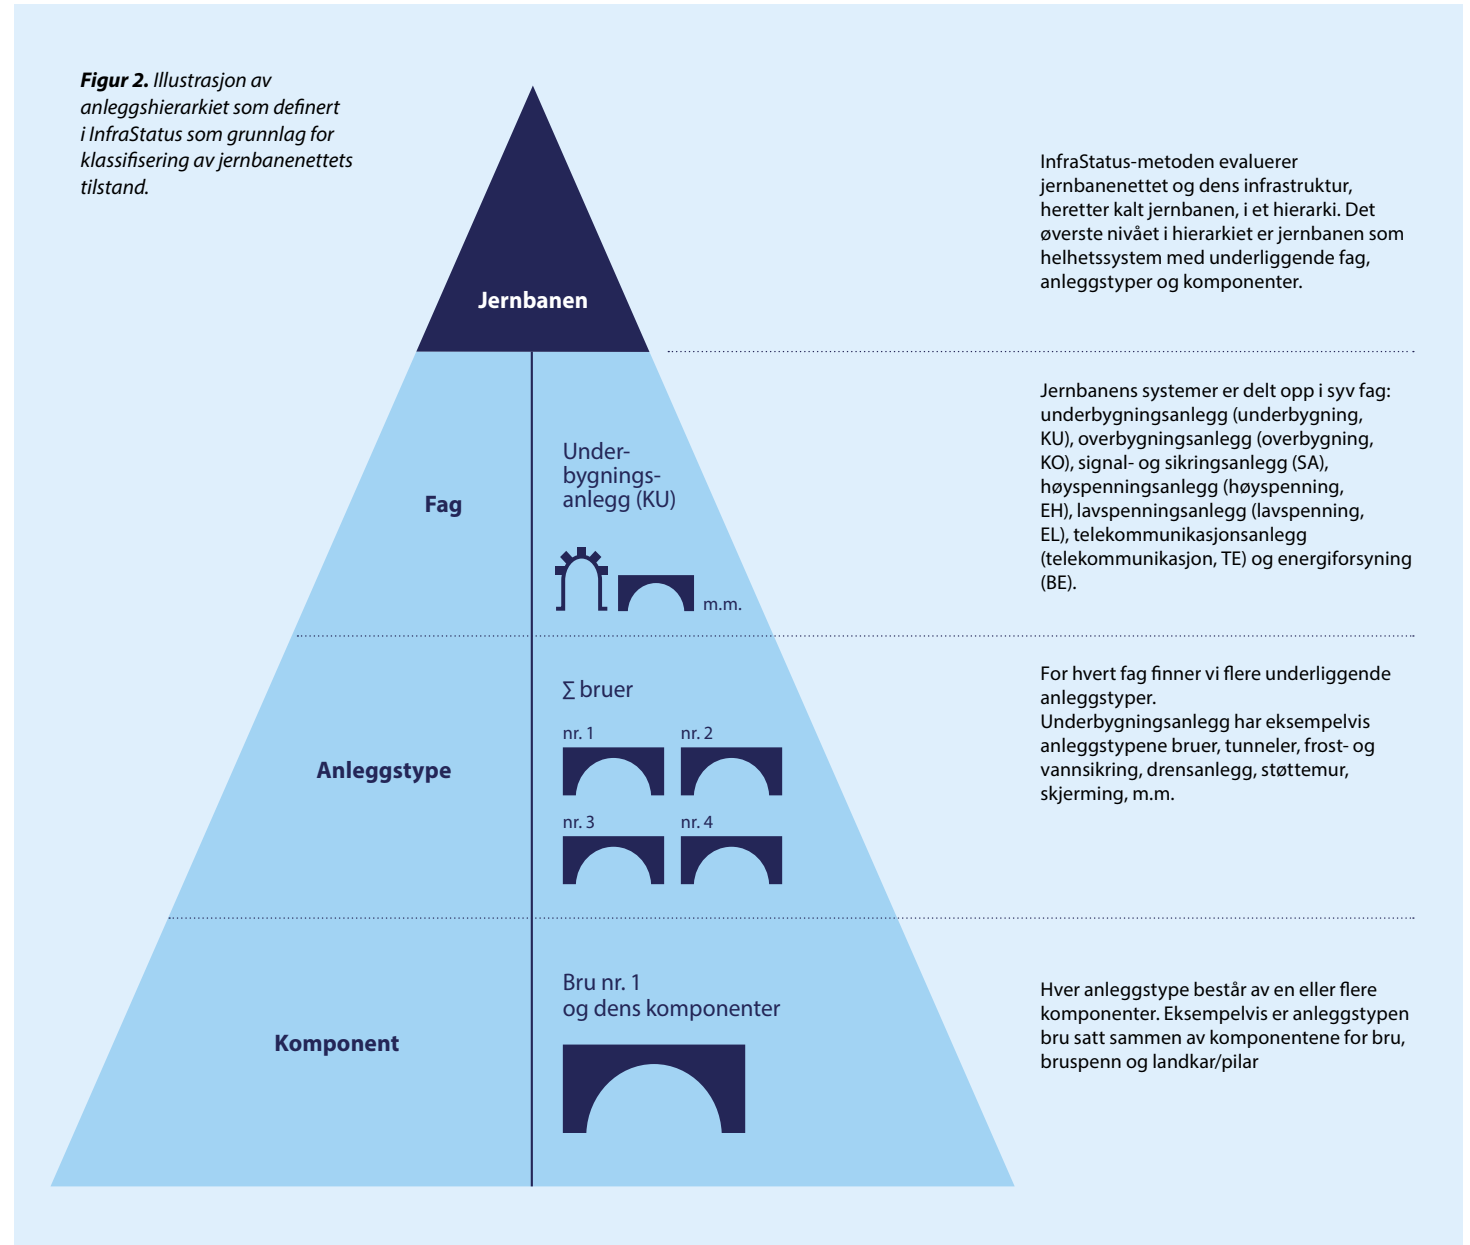 Figur 2. Illustrasjon av
anleggshierarkiet som definert
i InfraStatus som grunnlag for
klassifisering av jernbanenettets
tilstand.
Jernbanen
InfraStatus-metoden evaluerer
jernbanenettet og dens infrastruktur,
heretter kalt jernbanen, i et hierarki. Det
øverste nivået i hierarkiet er jernbanen som
helhetssystem med underliggende fag,
anleggstyper og komponenter.
Fag
Under-
bygnings-
anlegg (KU)
m.m.
Jernbanens systemer er delt opp i syv fag:
underbygningsanlegg (underbygning,
KU), overbygningsanlegg (overbygning,
KO), signal- og sikringsanlegg (SA),
høyspenningsanlegg (høyspenning,
EH), lavspenningsanlegg (lavspenning,
EL), telekommunikasjonsanlegg
(telekommunikasjon, TE) og energiforsyning
(BE).
Anleggstype
∑ bruer
nr. 1 nr. 2
nr. 3 nr. 4
For hvert fag finner vi flere underliggende
anleggstyper.
Underbygningsanlegg har eksempelvis
anleggstypene bruer, tunneler, frost- og
vannsikring, drensanlegg, støttemur,
skjerming, m.m.
Komponent
Bru nr. 1
og dens komponenter
Hver anleggstype består av en eller flere
komponenter. Eksempelvis er anleggstypen
bru satt sammen av komponentene for bru,
bruspenn og landkar/pilar